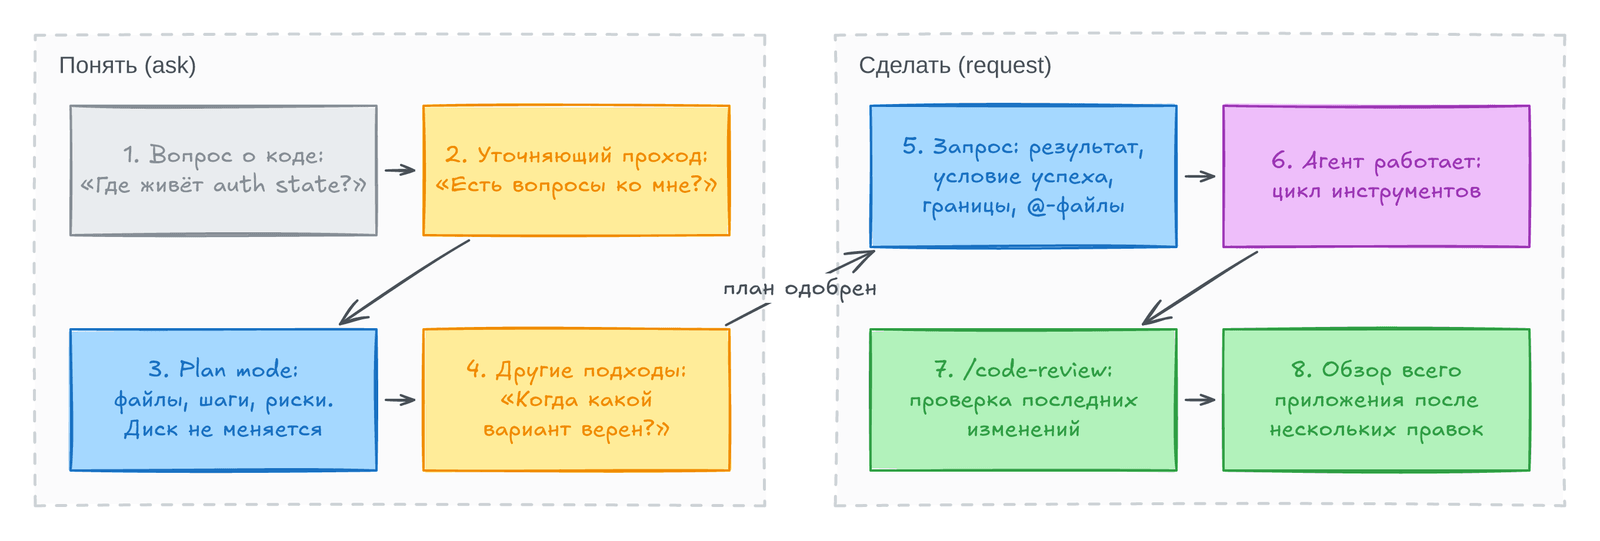 Понять (ask)
1. Вопрос о коде:
«Где живёт auth state?»
2. Уточняющий проход:
«Есть вопросы ко мне?»
3. Plan mode:
файлы, шаги, риски.
Диск не меняется
4. Другие подходы:
«Когда какой
вариант верен?»
план одобрен
Сделать (request)
5. Запрос: результат,
условие успеха,
границы, @-файлы
6. Агент работает:
цикл инструментов
7. /code-review:
проверка последних
изменений
8. Обзор всего
приложения после
нескольких правок